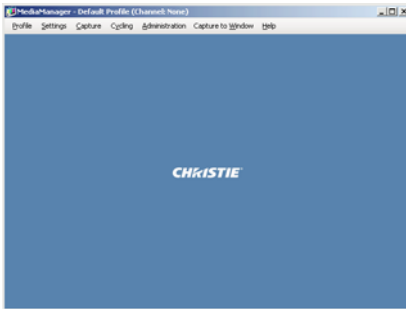 MediaManager - Default Profile (Channel: None)
Profile Settings Capture Cycling Administration Capture to Window Help
CHRISTIE